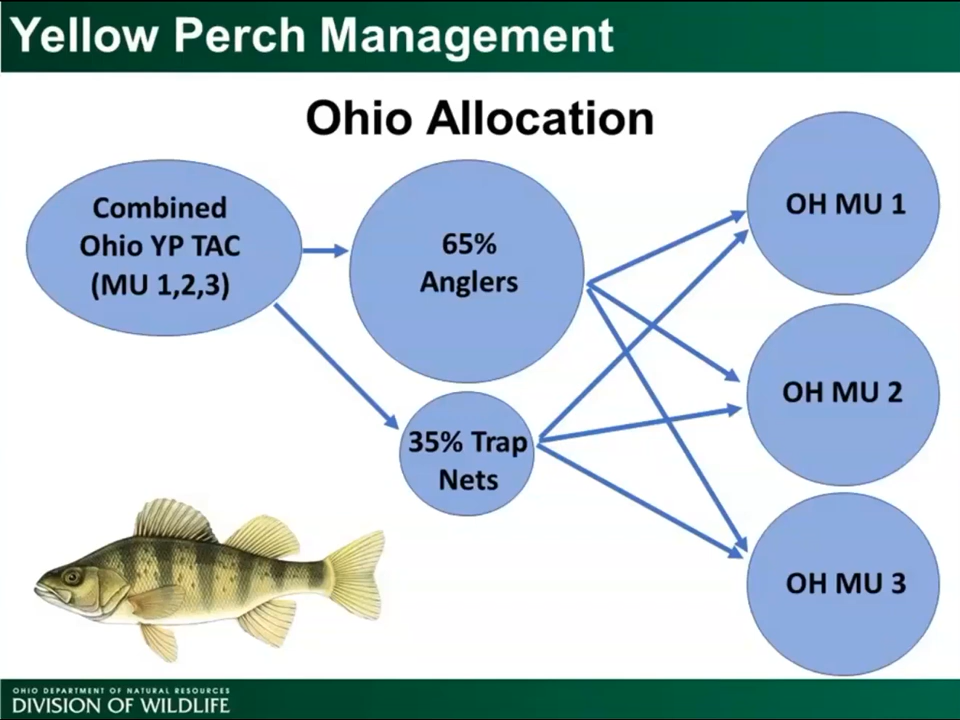 Yellow Perch Management
Ohio Allocation
Combined
Ohio YP TAC
(MU 1,2,3)
65%
Anglers
35% Trap
Nets
OH MU 1
OH MU 2
OH MU 3
OHIO DEPARTMENT OF NATURAL RESOURCES
DIVISION OF WILDLIFE